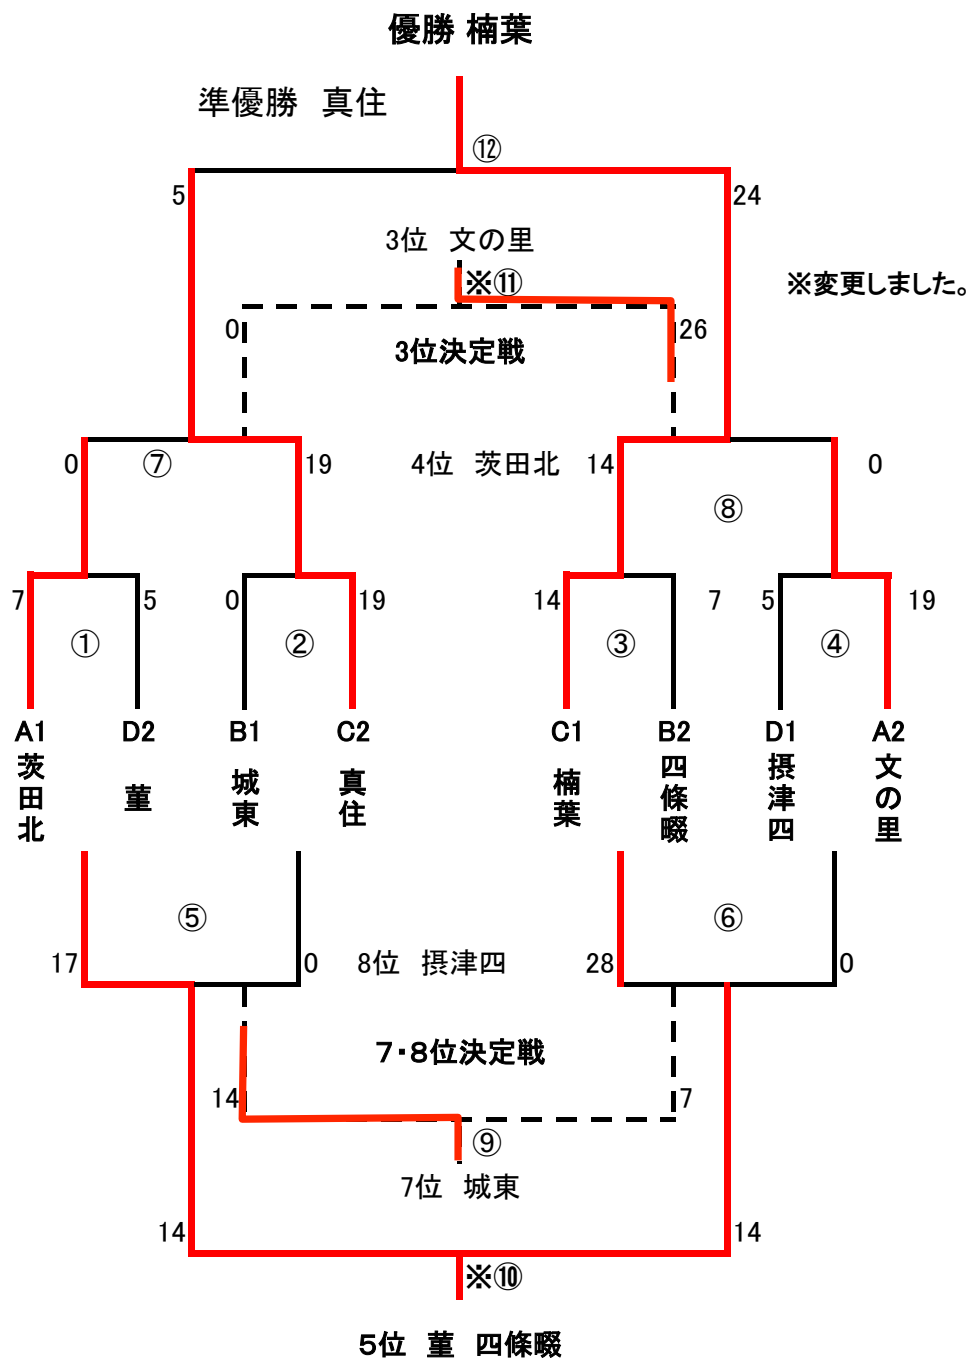 優勝 楠葉
準優勝 真住
⑫
5 24
3位 文の里
※⑪
※変更しました。
0 26
3位決定戦
0 ⑦ 19 4位 茨田北 14 0
⑧
7 5 0 19 14 7 5 19
① ② ③ ④
A1 D2 B1 C2 C1 B2 D1 A2
茨田北 菫 城東 真住 楠葉 四條畷 摂津四 文の里
⑤ ⑥
17 0 8位 摂津四 28 0
7・8位決定戦
14 7
⑨
7位 城東
14 14
※⑩
5位 菫 四條畷